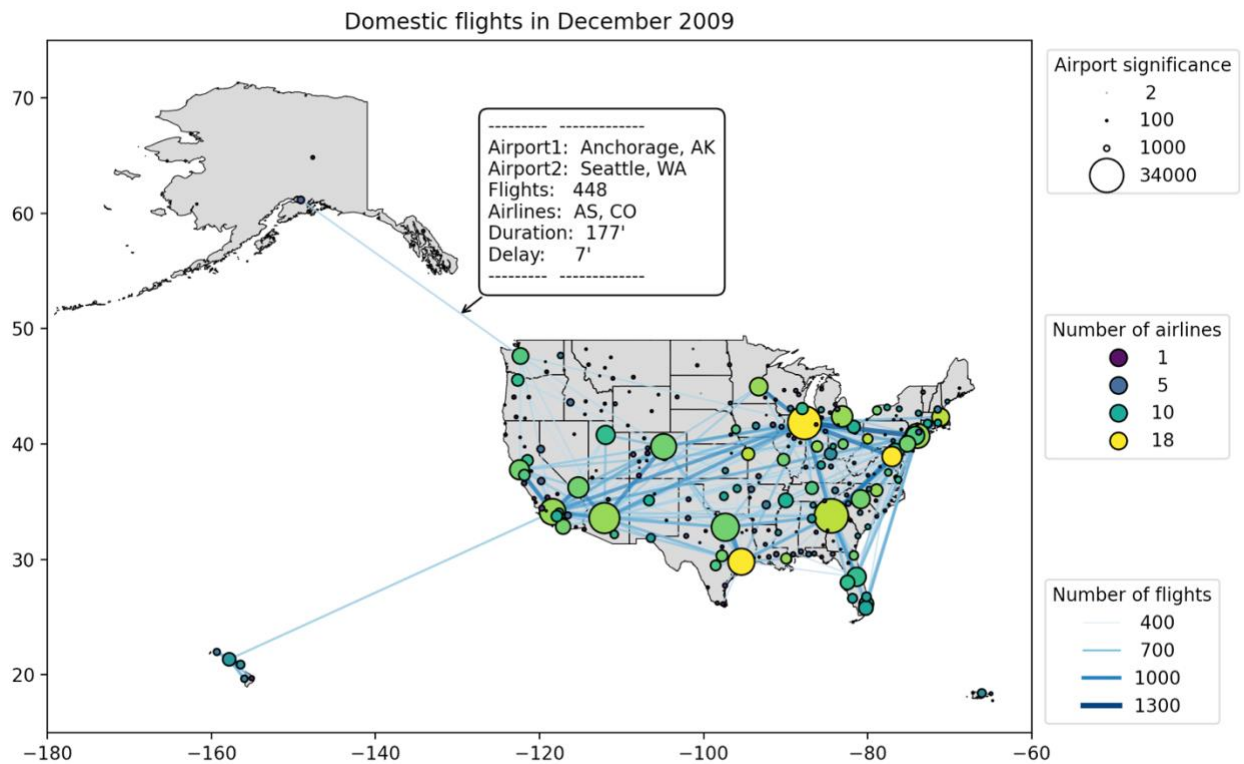 Domestic flights in December 2009
70
60
50
40
30
20
−180
−160
−140
−120
−100
−80
−60
--------- -------------
Airport1: Anchorage, AK
Airport2: Seattle, WA
Flights: 448
Airlines: AS, CO
Duration: 177'
Delay: 7'
--------- -------------
Airport significance
2
100
1000
34000
Number of airlines
1
5
10
18
Number of flights
400
700
1000
1300